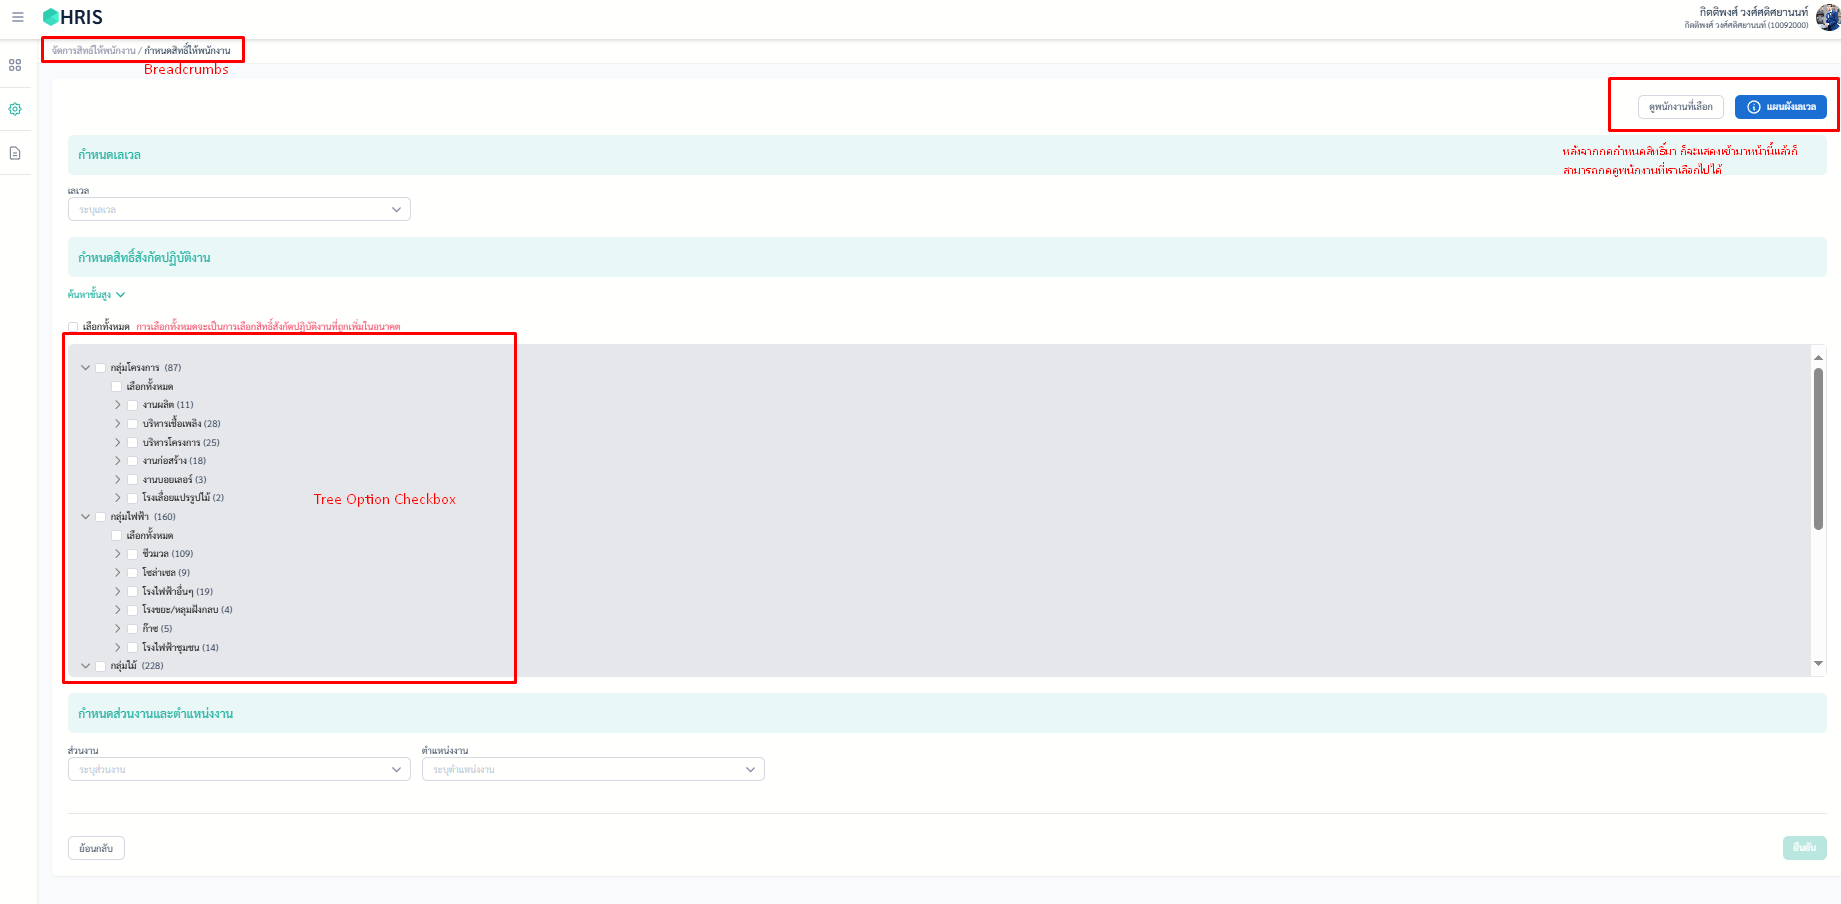 HRIS
กิตติพงศ์ วงศ์ศดิศยานนท์
กิตติพงศ์ วงศ์ศดิศยานนท์ (10092000)
จัดการสิทธิ์ให้พนักงาน / กำหนดสิทธิ์ให้พนักงาน
Breadcrumbs
ดูพนักงานที่เลือก
แผนผังเลเวล
กำหนดเลเวล
หลังจากกดกำหนดสิทธิ์มา ก็จะแสดงเข้ามาหน้านี้แล้วก็
สามารถกดดูพนักงานที่เราเลือกไปได้
เลเวล
ระบุเลเวล
กำหนดสิทธิ์สังกัดปฏิบัติงาน
ค้นหาขั้นสูง
เลือกทั้งหมด การเลือกทั้งหมดจะเป็นการเลือกสิทธิ์สังกัดปฏิบัติงานที่ถูกเพิ่มในอนาคต
กลุ่มโครงการ (87)
เลือกทั้งหมด
งานผลิต (11)
บริหารเชื้อเพลิง (28)
บริหารโครงการ (25)
งานก่อสร้าง (18)
งานบอยเลอร์ (3)
โรงเลื่อยแปรรูปไม้ (2)
Tree Option Checkbox
กลุ่มไฟฟ้า (160)
เลือกทั้งหมด
ชีวมวล (109)
โซล่าเซล (9)
โรงไฟฟ้าอื่นๆ (19)
โรงขยะ/หลุมฝังกลบ (4)
ก๊าซ (5)
โรงไฟฟ้าชุมชน (14)
กลุ่มไม้ (228)
กำหนดส่วนงานและตำแหน่งงาน
ส่วนงาน
ตำแหน่งงาน
ระบุส่วนงาน
ระบุตำแหน่งงาน
ย้อนกลับ
ยืนยัน